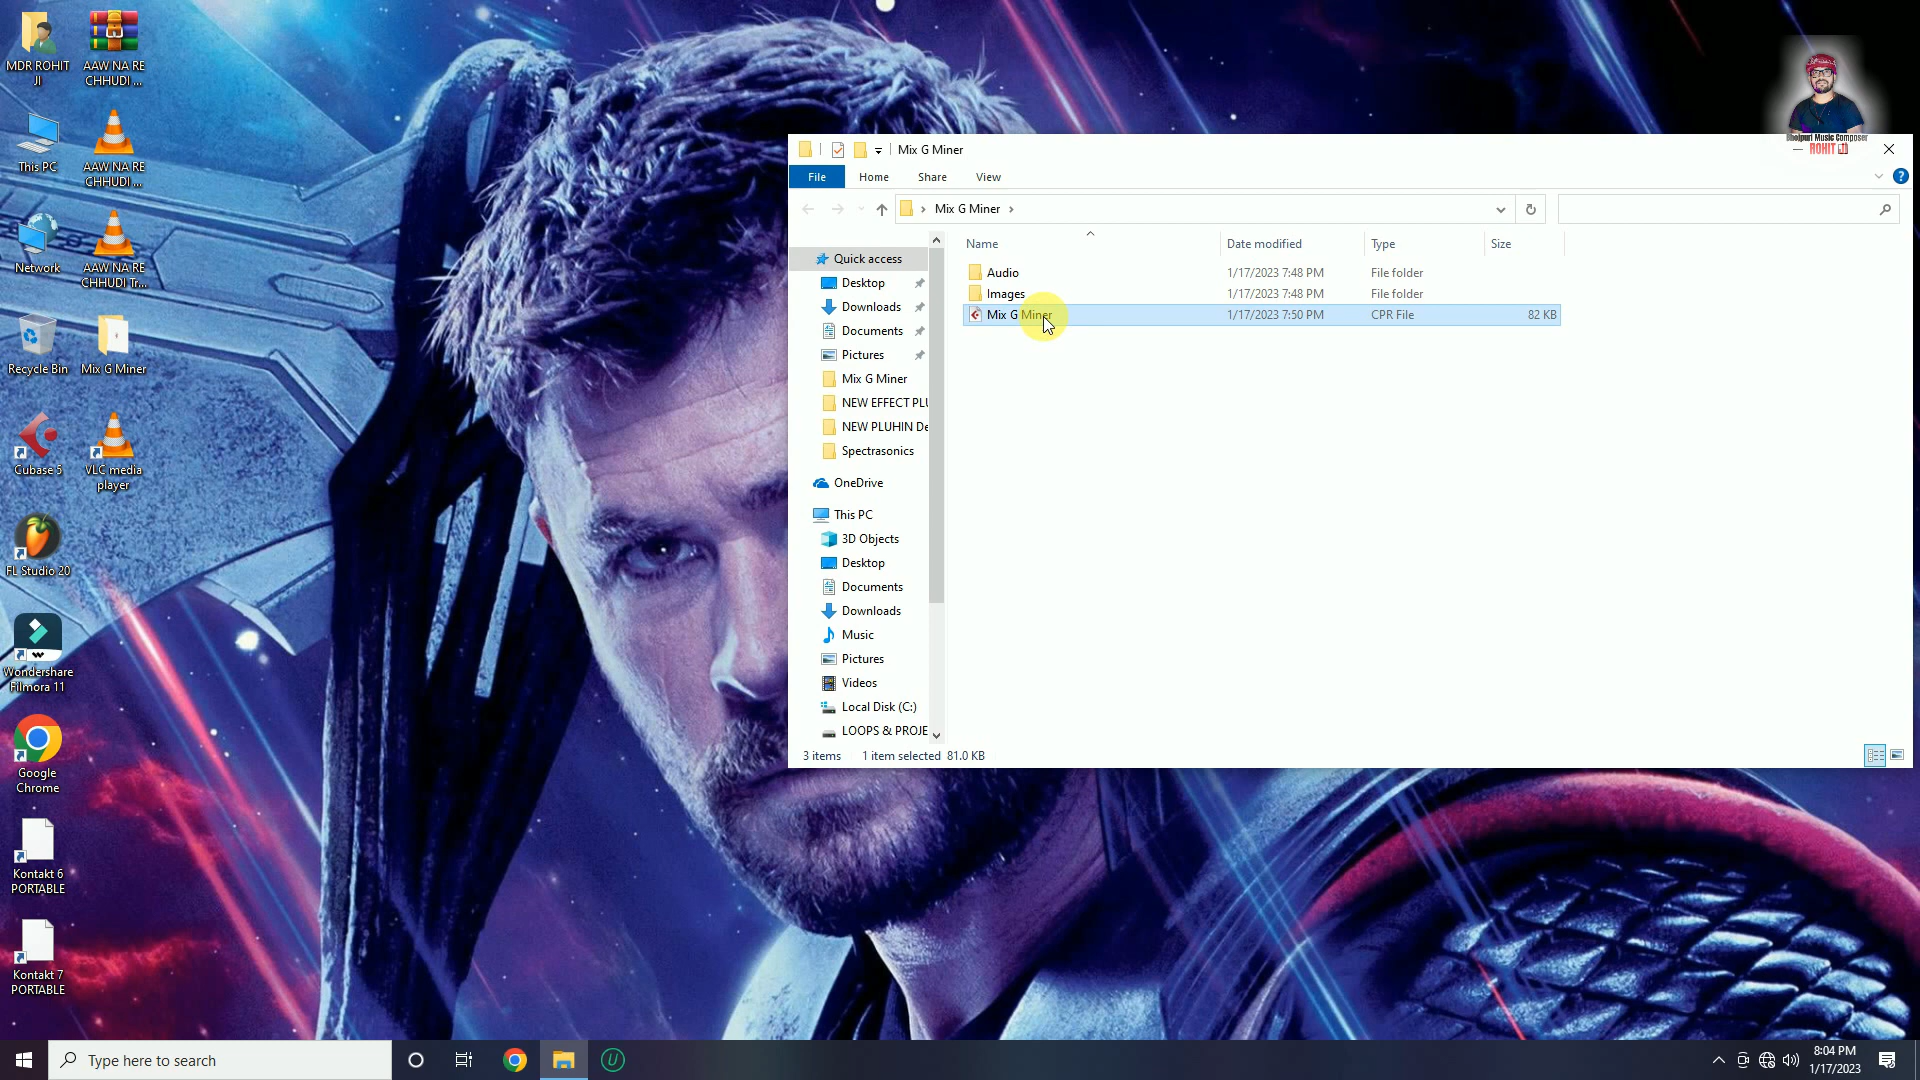 MDR ROHIT
JI
AAW NA RE
CHHUDI ...
This PC
AAW NA RE
CHHUDI ...
Network
AAW NA RE
CHHUDI Tr...
Recycle Bin
Mix G Miner
Cubase 5
VLC media
player
FL Studio 20
Wondershare
Filmora 11
Google
Chrome
Kontakt 6
PORTABLE
Kontakt 7
PORTABLE
Bhojpuri Music Composer
ROHIT JI
Mix G Miner
File
Home
Share
View
Mix G Miner
Name
Date modified
Type
Size
Audio
1/17/2023 7:48 PM
File folder
Images
1/17/2023 7:48 PM
File folder
Mix G Miner
1/17/2023 7:50 PM
CPR File
82 KB
Quick access
Desktop
Downloads
Documents
Pictures
Mix G Miner
NEW EFFECT PLU
NEW PLUHIN De
Spectrasonics
OneDrive
This PC
3D Objects
Desktop
Documents
Downloads
Music
Pictures
Videos
Local Disk (C:)
LOOPS & PROJE
3 items
1 item selected 81.0 KB
Type here to search
8:04 PM
1/17/2023